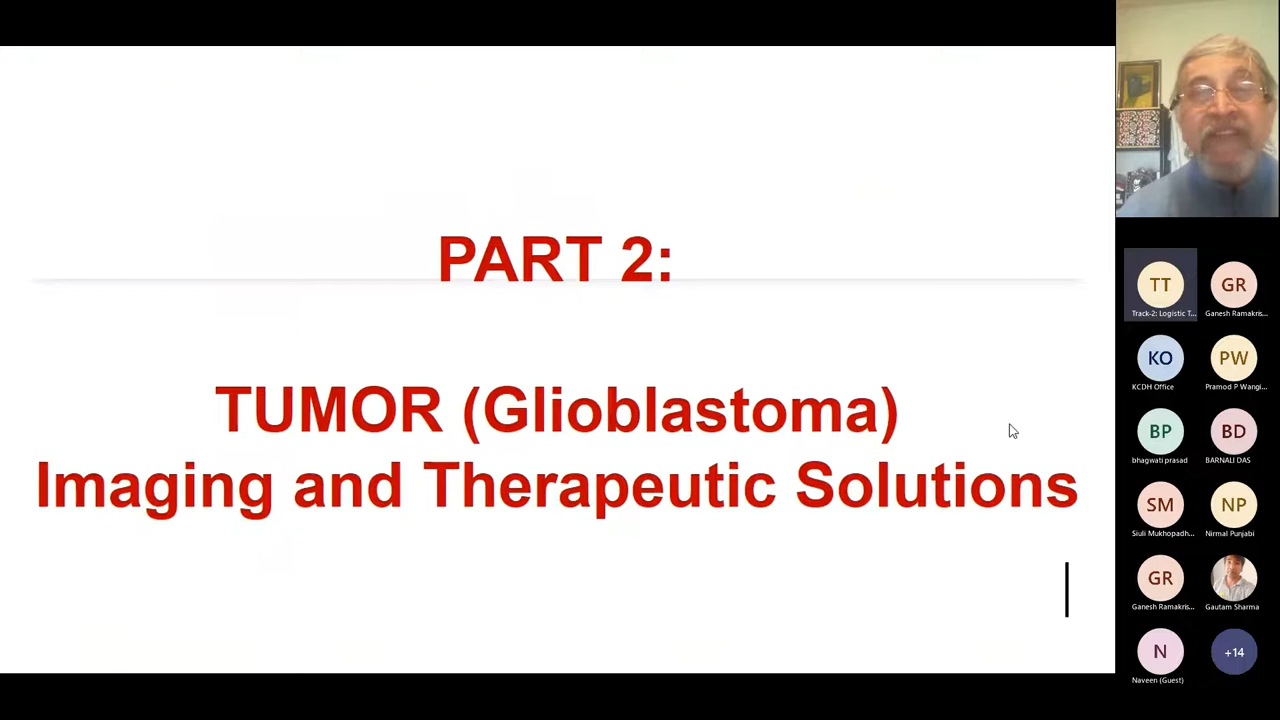 PART 2:
TUMOR (Glioblastoma)
Imaging and Therapeutic Solutions
TT
GR
Track-2: Logistic T...
Ganesh Ramakris...
KO
PW
KCDH Office
Pramod P Wangi...
BP
BD
bhagwati prasad
BARNALI DAS
SM
NP
Siuli Mukhopadh...
Nirmal Punjabi
GR
Ganesh Ramakris...
Gautam Sharma
N
+14
Naveen (Guest)